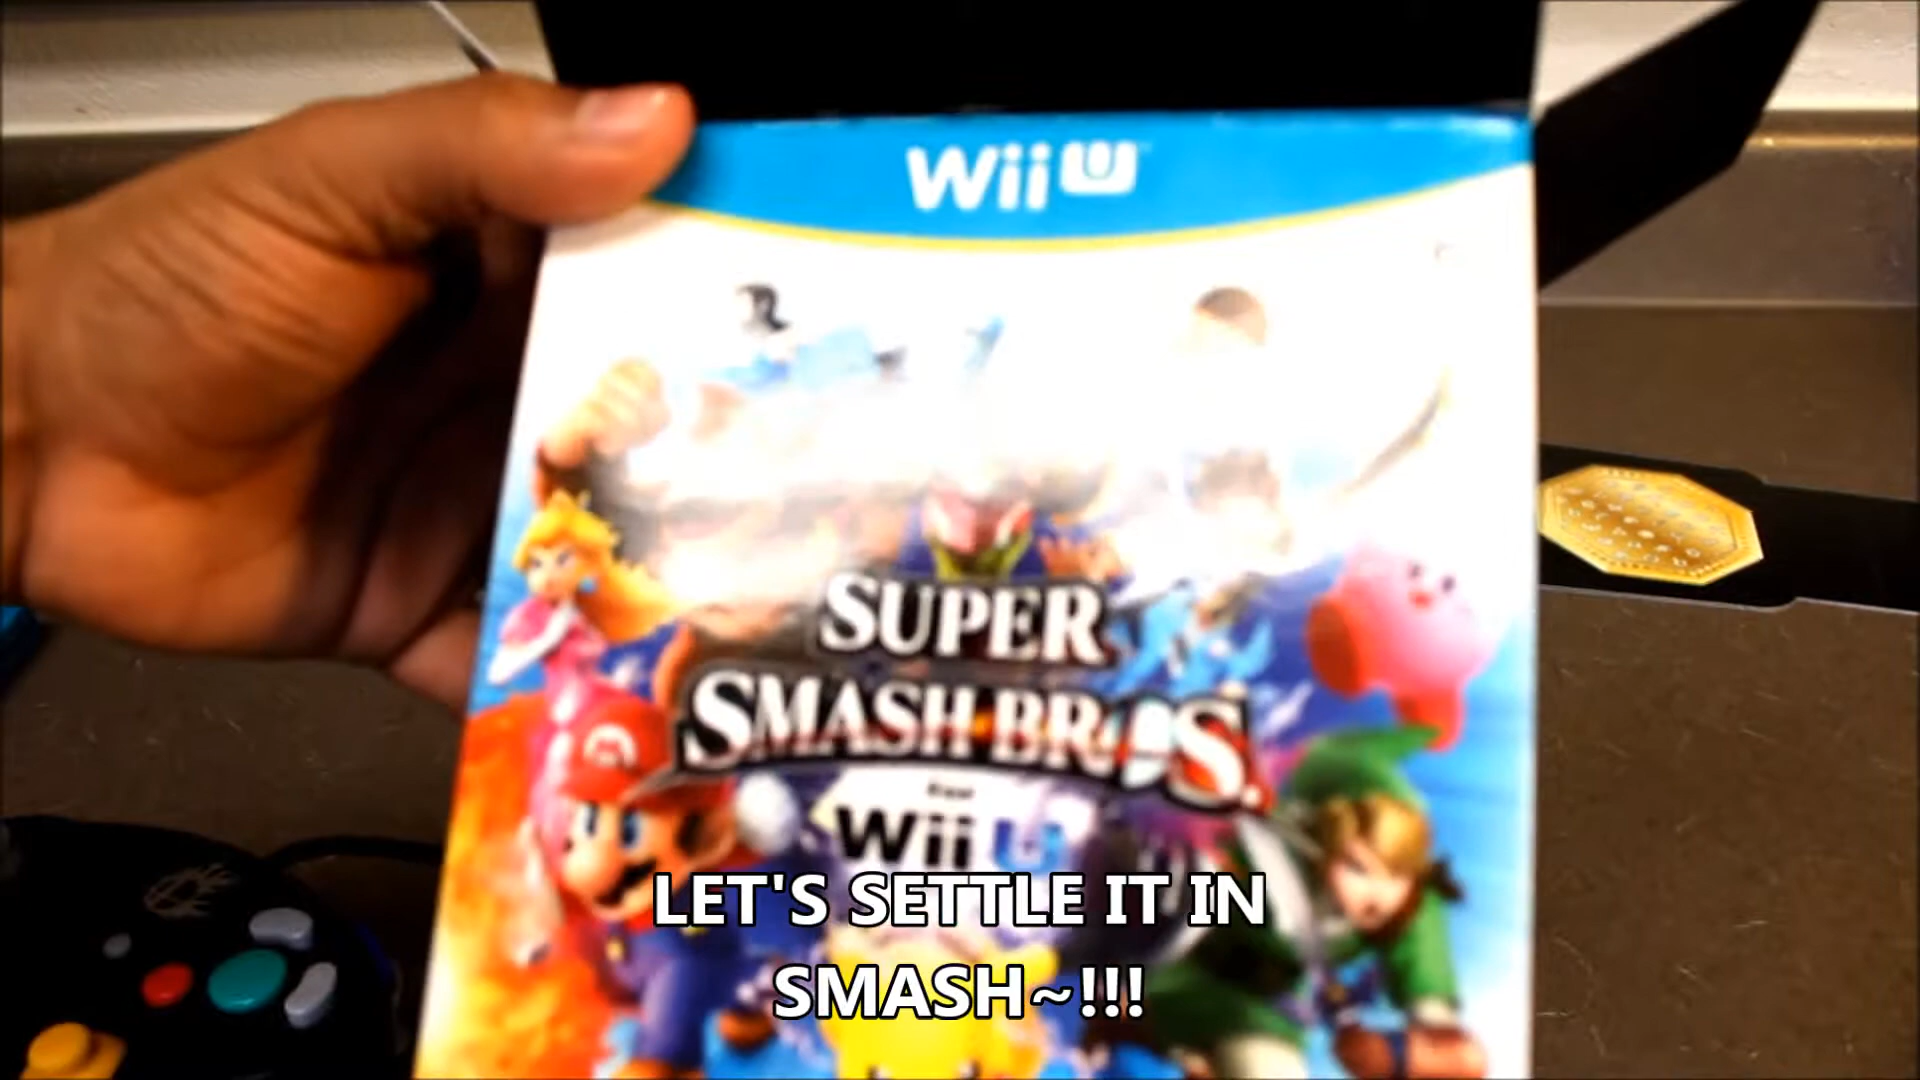 Wii U
SUPER
SMASH BROS.
for
Wii U
LET'S SETTLE IT IN
SMASH~!!!